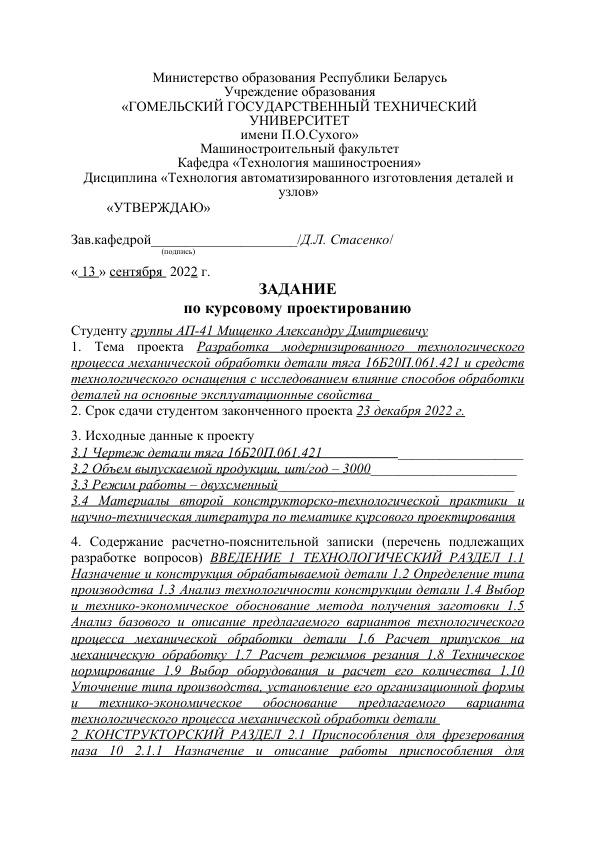 Министерство образования Республики Беларусь
Учреждение образования
«ГОМЕЛЬСКИЙ ГОСУДАРСТВЕННЫЙ ТЕХНИЧЕСКИЙ
УНИВЕРСИТЕТ
имени П.О.Сухого»
Машиностроительный факультет
Кафедра «Технология машиностроения»
Дисциплина «Технология автоматизированного изготовления деталей и
узлов»
«УТВЕРЖДАЮ»
Зав.кафедрой_____________________/Д.Л. Стасенко/
(подпись)
« 13 » сентября 2022 г.
ЗАДАНИЕ
по курсовому проектированию
Студенту группы АП-41 Мищенко Александру Дмитриевичу
1. Тема проекта Разработка модернизированного технологического
процесса механической обработки детали тяга 16Б20П.061.421 и средств
технологического оснащения с исследованием влияние способов обработки
деталей на основные эксплуатационные свойства
2. Срок сдачи студентом законченного проекта 23 декабря 2022 г.
3. Исходные данные к проекту
3.1 Чертеж детали тяга 16Б20П.061.421__________________
3.2 Объем выпускаемой продукции, шт/год – 3000_____________________
3.3 Режим работы – двухсменный__________________________________
3.4 Материалы второй конструкторско-технологической практики и
научно-техническая литература по тематике курсового проектирования
4. Содержание расчетно-пояснительной записки (перечень подлежащих
разработке вопросов) ВВЕДЕНИЕ 1 ТЕХНОЛОГИЧЕСКИЙ РАЗДЕЛ 1.1
Назначение и конструкция обрабатываемой детали 1.2 Определение типа
производства 1.3 Анализ технологичности конструкции детали 1.4 Выбор
и технико-экономическое обоснование метода получения заготовки 1.5
Анализ базового и описание предлагаемого вариантов технологического
процесса механической обработки детали 1.6 Расчет припусков на
механическую обработку 1.7 Расчет режимов резания 1.8 Техническое
нормирование 1.9 Выбор оборудования и расчет его количества 1.10
Уточнение типа производства, установление его организационной формы
и технико-экономическое обоснование предлагаемого варианта
технологического процесса механической обработки детали
2 КОНСТРУКТОРСКИЙ РАЗДЕЛ 2.1 Приспособления для фрезерования
паза 10 2.1.1 Назначение и описание работы приспособления для